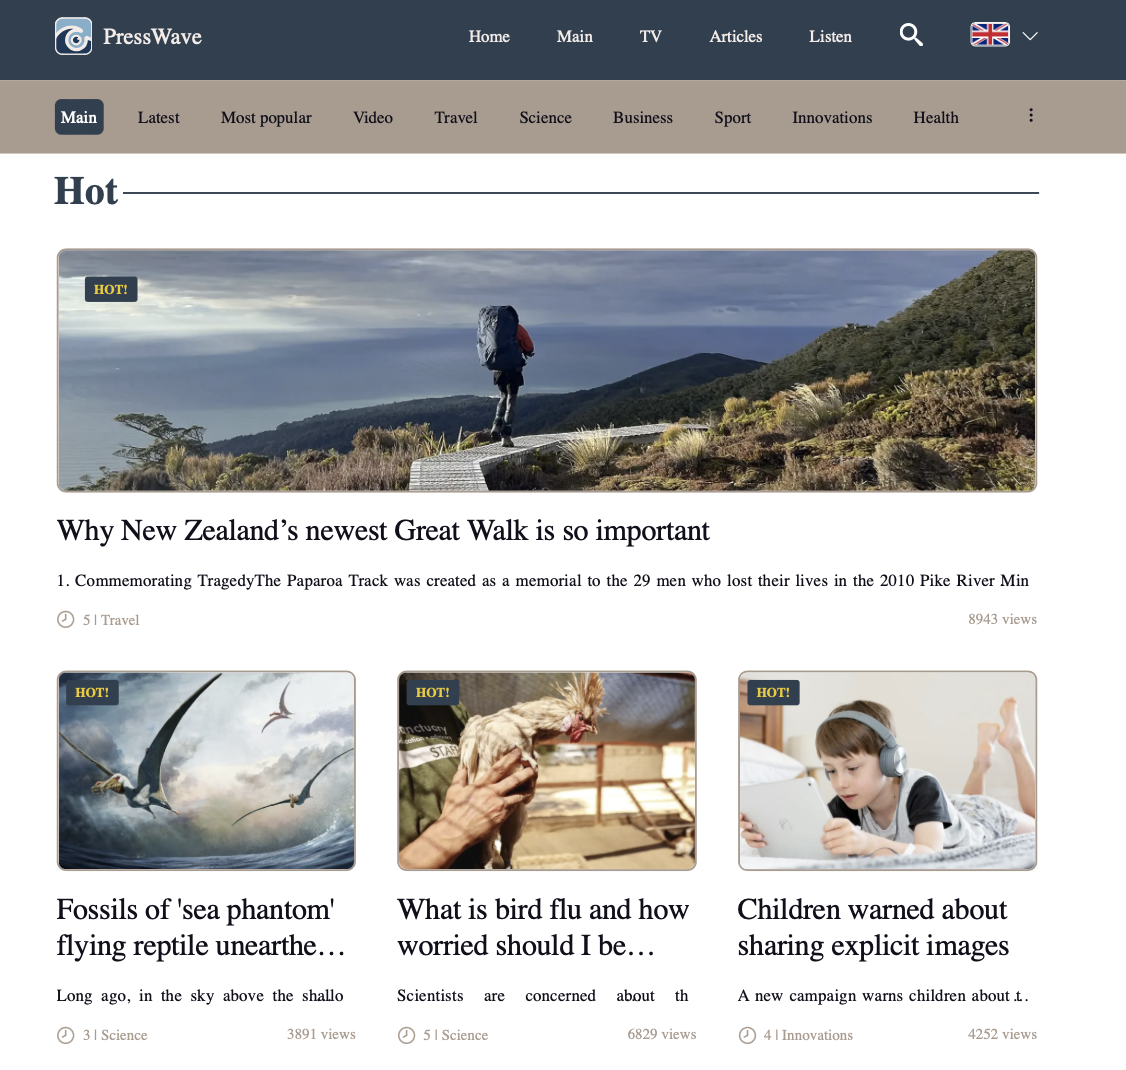 PressWave
Home Main TV Articles Listen
Main Latest Most popular Video Travel Science Business Sport Innovations Health
Hot
HOT!
Why New Zealand’s newest Great Walk is so important
1. Commemorating TragedyThe Paparoa Track was created as a memorial to the 29 men who lost their lives in the 2010 Pike River Min
5 | Travel 8943 views
HOT! HOT! HOT!
anctuary
STAF
Fossils of 'sea phantom'
flying reptile unearthe…
Long ago, in the sky above the shallo
3 | Science 3891 views
What is bird flu and how
worried should I be…
Scientists are concerned about th
5 | Science 6829 views
Children warned about
sharing explicit images
A new campaign warns children about t..
4 | Innovations 4252 views